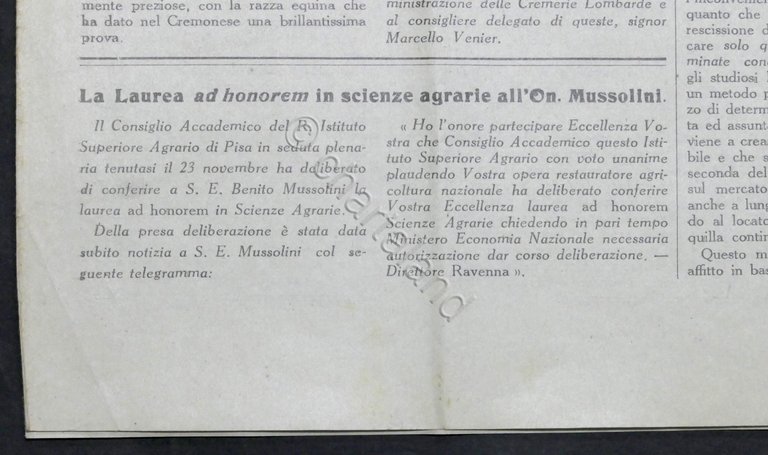 mente preziose, con la razza equina che
ha dato nel Cremonese una brillantissima
prova.
ministrazione delle Cremerie Lombarde e
al consigliere delegato di queste, signor
Marcello Venier.
La Laurea ad honorem in scienze agrarie all'On. Mussolini.
Il Consiglio Accademico del R. Istituto
Superiore Agrario di Pisa in seduta plena-
ria tenutasi il 23 novembre ha deliberato
di conferire a S. E. Benito Mussolini la
laurea ad honorem in Scienze Agrarie.
Della presa deliberazione è stata data
subito notizia a S. E. Mussolini col se-
guente telegramma:
« Ho l'onore partecipare Eccellenza Vo-
stra che Consiglio Accademico questo Isti-
tuto Superiore Agrario con voto unanime
plaudendo Vostra opera restauratore agri-
coltura nazionale ha deliberato conferire
Vostra Eccellenza laurea ad honorem
Scienze Agrarie chiedendo in pari tempo
Ministero Economia Nazionale necessaria
autorizzazione dar corso deliberazione. —
Direttore Ravenna ».
quanto che
rescissione d
care solo q
minate con
gli studiosi
un metodo p
zo di determ
ta ed assunt
viene a crea
bile e che s
seconda del
sul mercato
anche a lung
do al locato
quilla contin
Questo m
affitto in bas
© chartaland